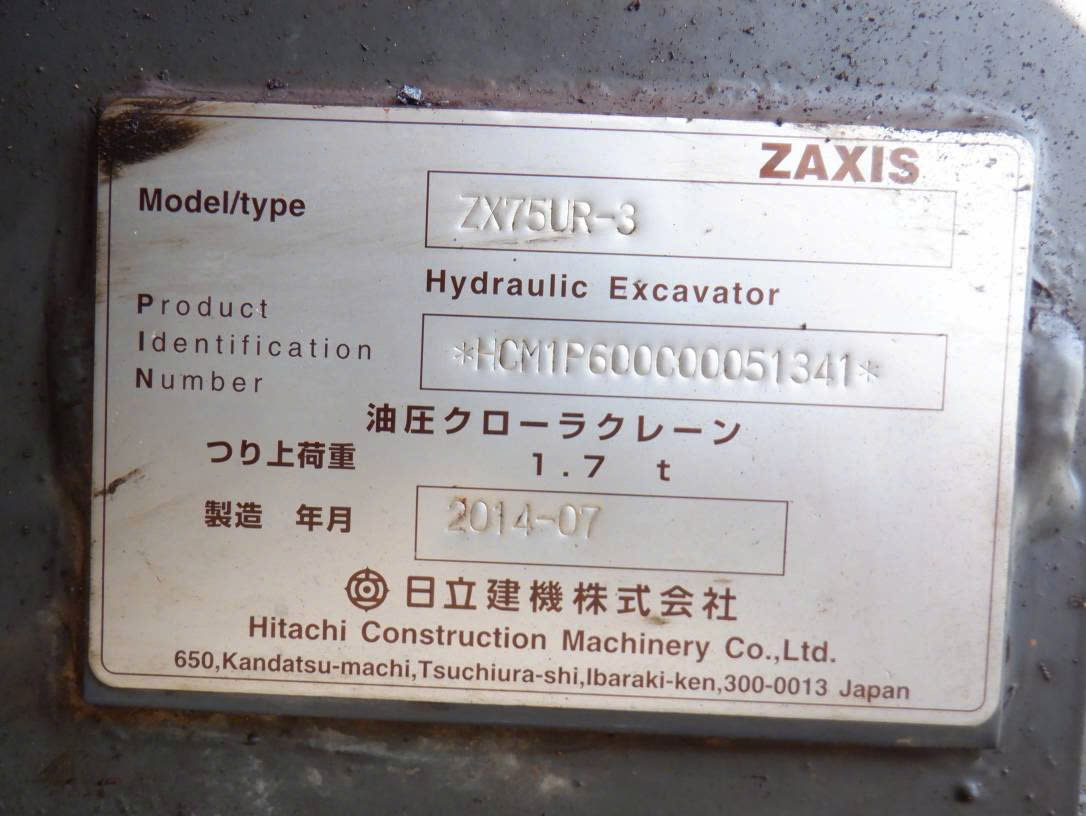 ZAXIS
Model/type ZX75UR-3
Hydraulic Excavator
Product
Identification *HCM1P600C00051341*
Number
油圧クローラクレーン
つり上荷重 1.7 t
製造 年月 2014-07
日立建機株式会社
Hitachi Construction Machinery Co.,Ltd.
650,Kandatsu-machi,Tsuchiura-shi,Ibaraki-ken,300-0013 Japan